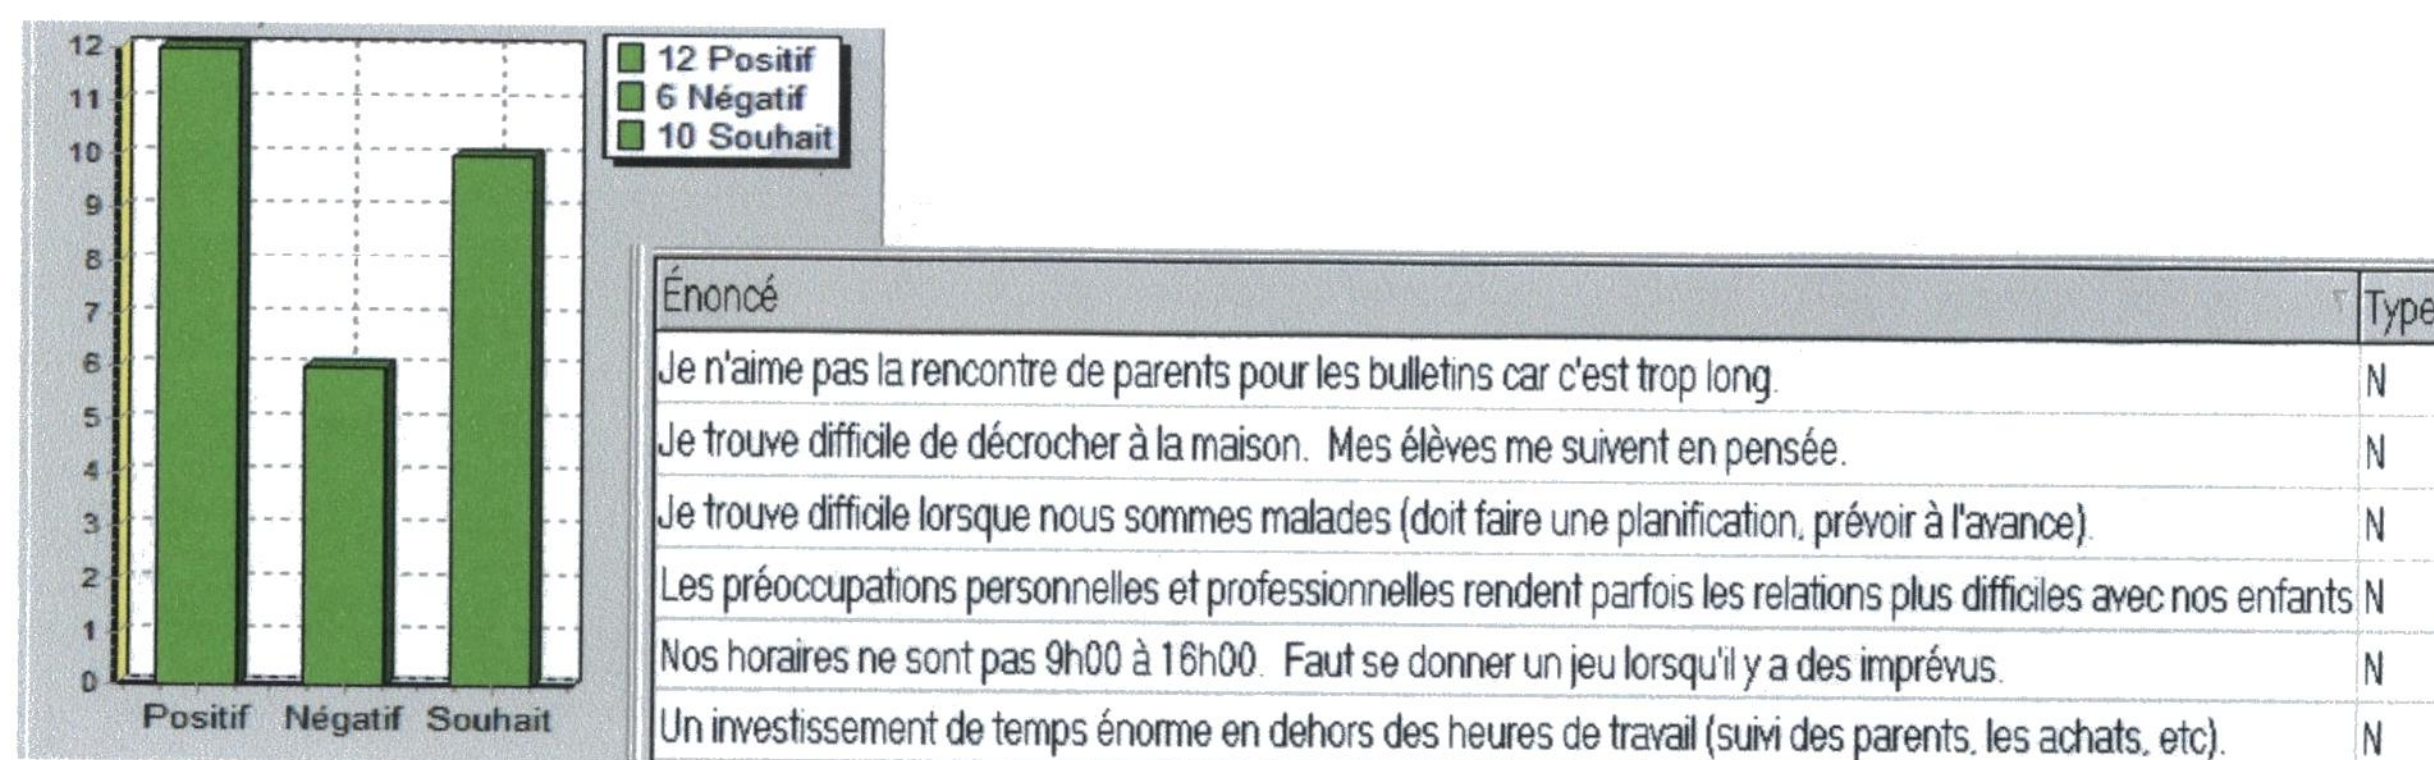 12
11
10
9
8
7
6
5
4
3
2
1
0
Positif Négatif Souhait
12 Positif
6 Négatif
10 Souhait
Énoncé Type
Je n'aime pas la rencontre de parents pour les bulletins car c'est trop long. N
Je trouve difficile de décrocher à la maison. Mes élèves me suivent en pensée. N
Je trouve difficile lorsque nous sommes malades (doit faire une planification, prévoir à l'avance). N
Les préoccupations personnelles et professionnelles rendent parfois les relations plus difficiles avec nos enfants N
Nos horaires ne sont pas 9h00 à 16h00. Faut se donner un jeu lorsqu'il y a des imprévus. N
Un investissement de temps énorme en dehors des heures de travail (suivi des parents, les achats, etc). N